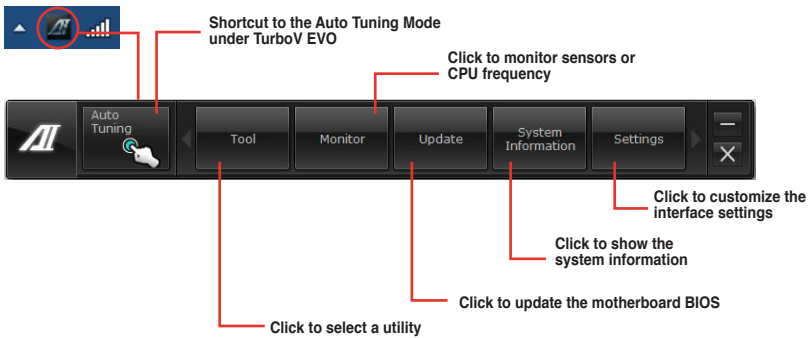 Shortcut to the Auto Tuning Mode
under TurboV EVO
Click to monitor sensors or
CPU frequency
Auto
Tuning
Tool
Monitor
Update
System
Information
Settings
Click to customize the
interface settings
Click to show the
system information
Click to update the motherboard BIOS
Click to select a utility